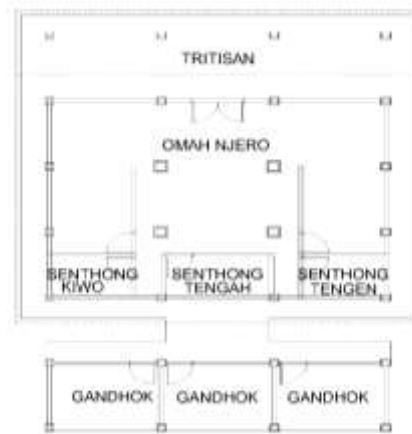 TRITISAN
OMAH NJERO
SENTHONG KIWO
SENTHONG TENGAH
SENTHONG TENGEN
GANDHOK GANDHOK GANDHOK